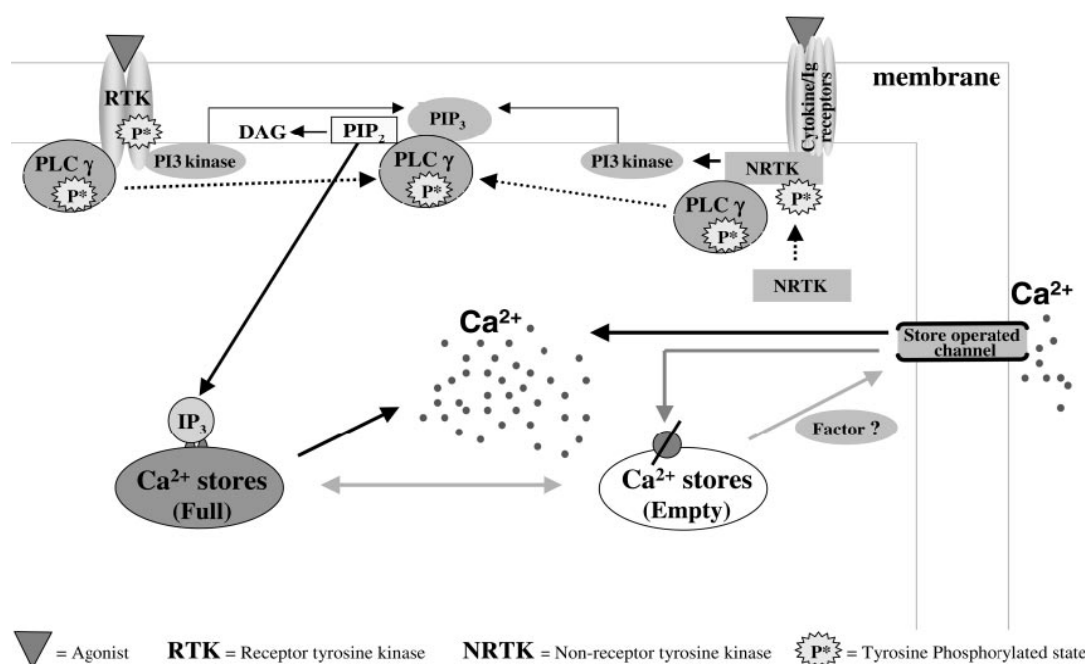 membrane
RTK
P*
Cytokine/Ig
receptors
DAG
PIP2
PIP3
PLC γ
P*
PI3 kinase
PLC γ
P*
PI3 kinase
NRTK
P*
PLC γ
P*
NRTK
Ca²⁺
Ca²⁺
Store operated
channel
IP3
Factor ?
Ca²⁺ stores
(Full)
Ca²⁺ stores
(Empty)
= Agonist
RTK = Receptor tyrosine kinase
NRTK = Non-receptor tyrosine kinase
P* = Tyrosine Phosphorylated state